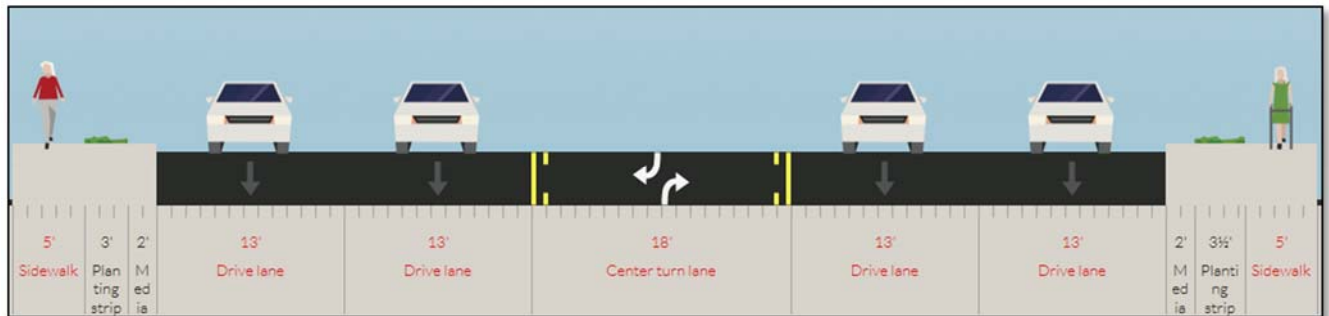 5' 3' 2' 13' 13' 18' 13' 13' 2' 3½' 5'
Sidewalk Plan M Drive lane Drive lane Center turn lane Drive lane Drive lane M Planti Sidewalk
ting ed ed ng
strip ia ia strip